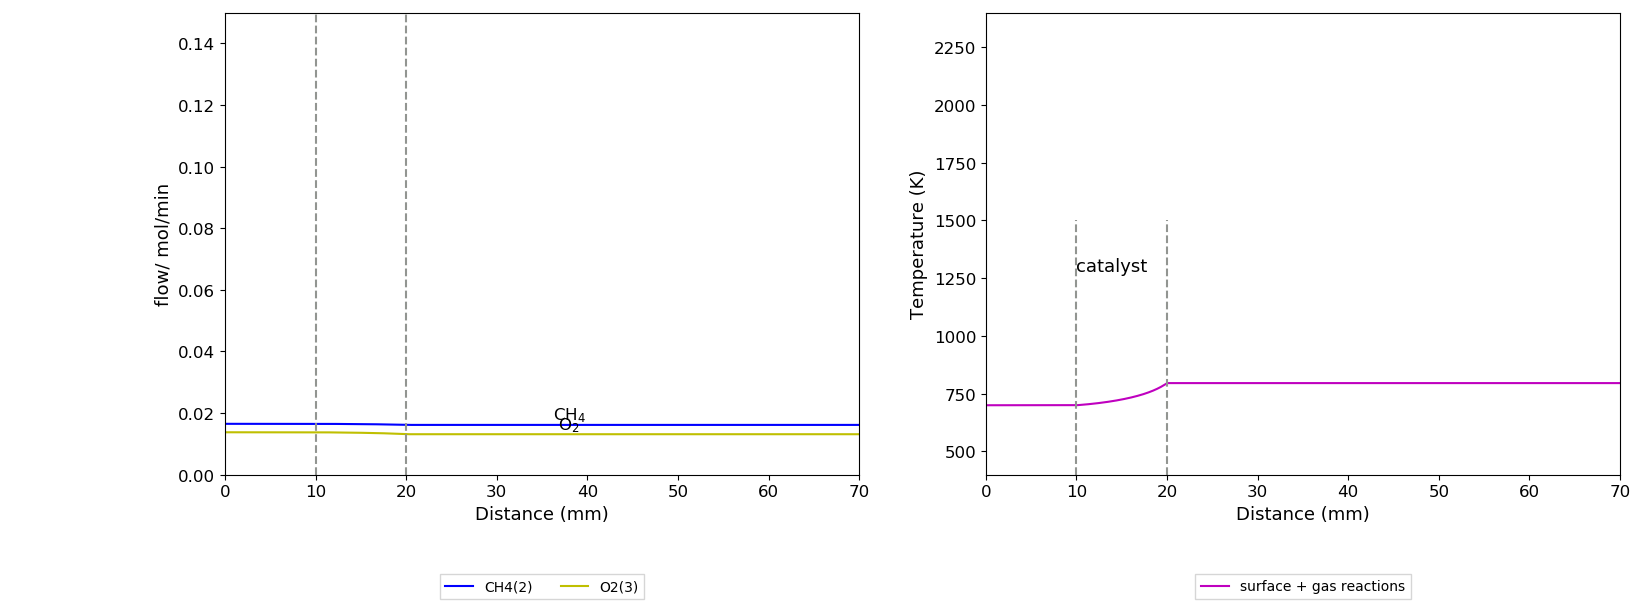 0.14
0.12
0.10
0.08
0.06
0.04
0.02
0.00
flow/ mol/min
CH4
O2
0 10 20 30 40 50 60 70
Distance (mm)
CH4(2) O2(3)
2250
2000
1750
1500
1250
1000
750
500
Temperature (K)
catalyst
0 10 20 30 40 50 60 70
Distance (mm)
surface + gas reactions